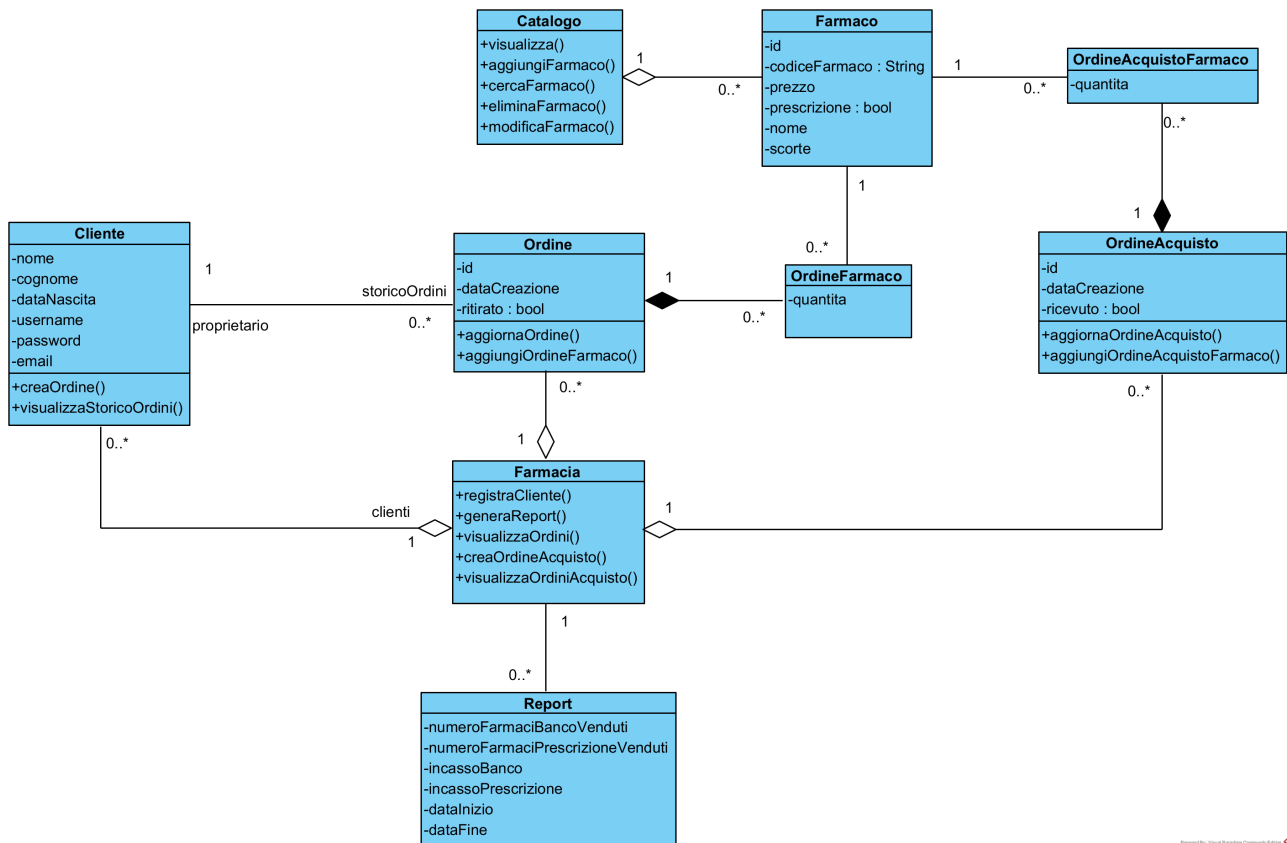 Catalogo
+visualizza()
+aggiungiFarmaco()
+cercaFarmaco()
+eliminaFarmaco()
+modificaFarmaco()
1
0..*
Farmaco
-id
-codiceFarmaco : String
-prezzo
-prescrizione : bool
-nome
-scorte
1
0..*
OrdineAcquistoFarmaco
-quantita
0..*
1
1
0..*
OrdineAcquisto
-id
-dataCreazione
-ricevuto : bool
+aggiornaOrdineAcquisto()
+aggiungiOrdineAcquistoFarmaco()
0..*
Cliente
-nome
-cognome
-dataNascita
-username
-password
-email
+creaOrdine()
+visualizzaStoricoOrdini()
1
proprietario
storicoOrdini
0..*
Ordine
-id
-dataCreazione
-ritirato : bool
+aggiornaOrdine()
+aggiungiOrdineFarmaco()
1
0..*
OrdineFarmaco
-quantita
0..*
1
0..*
clienti
1
Farmacia
+registraCliente()
+generaReport()
+visualizzaOrdini()
+creaOrdineAcquisto()
+visualizzaOrdiniAcquisto()
1
1
0..*
Report
-numeroFarmaciBancoVenduti
-numeroFarmaciPrescrizioneVenduti
-incassoBanco
-incassoPrescrizione
-dataInizio
-dataFine